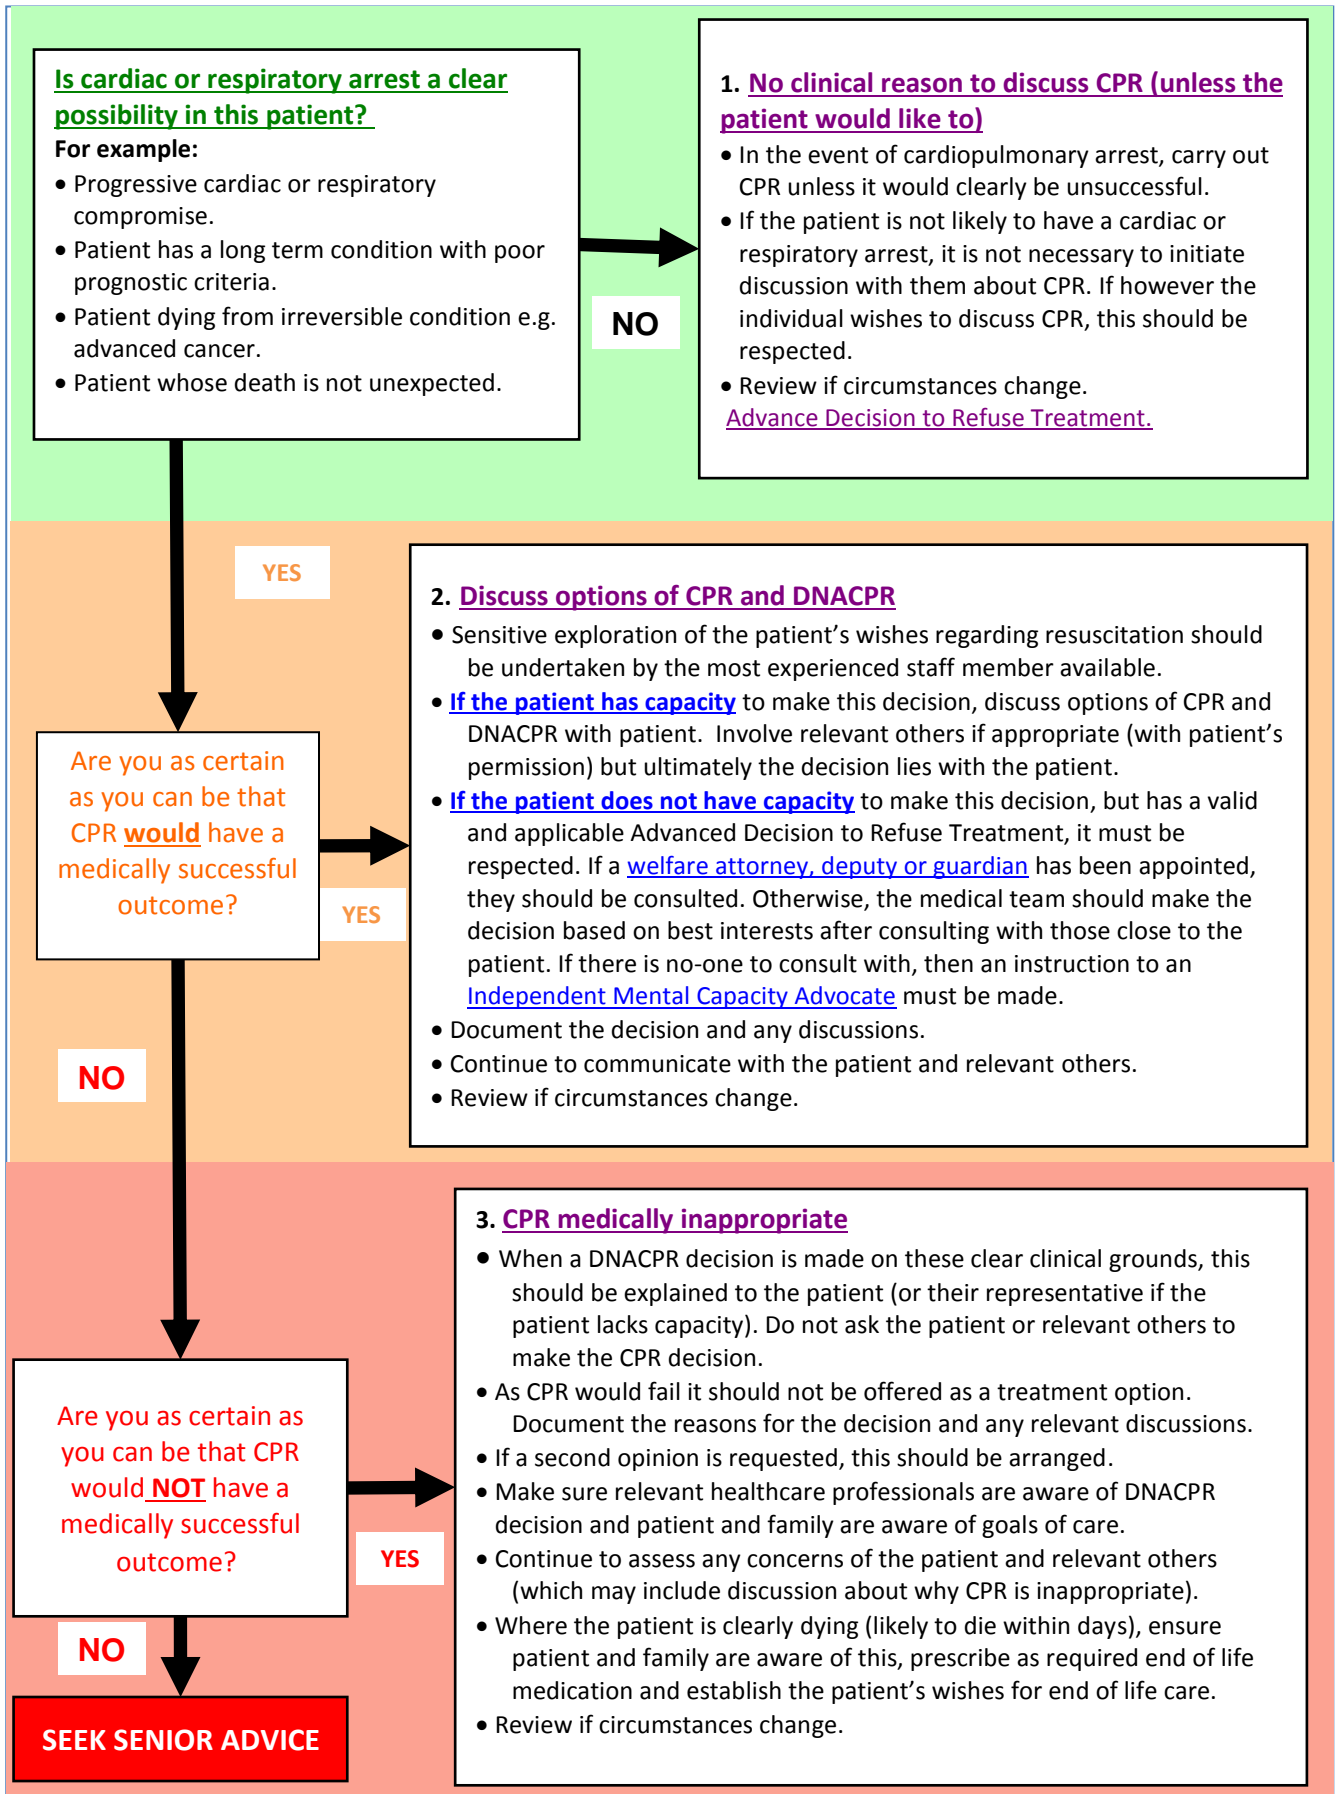 Is cardiac or respiratory arrest a clear
possibility in this patient?
For example:
• Progressive cardiac or respiratory
compromise.
• Patient has a long term condition with poor
prognostic criteria.
• Patient dying from irreversible condition e.g.
advanced cancer.
• Patient whose death is not unexpected.
NO
1. No clinical reason to discuss CPR (unless the
patient would like to)
• In the event of cardiopulmonary arrest, carry out
CPR unless it would clearly be unsuccessful.
• If the patient is not likely to have a cardiac or
respiratory arrest, it is not necessary to initiate
discussion with them about CPR. If however the
individual wishes to discuss CPR, this should be
respected.
• Review if circumstances change.
Advance Decision to Refuse Treatment.
YES
Are you as certain
as you can be that
CPR would have a
medically successful
outcome?
YES
2. Discuss options of CPR and DNACPR
• Sensitive exploration of the patient's wishes regarding resuscitation should
be undertaken by the most experienced staff member available.
• If the patient has capacity to make this decision, discuss options of CPR and
DNACPR with patient.  Involve relevant others if appropriate (with patient's
permission) but ultimately the decision lies with the patient.
• If the patient does not have capacity to make this decision, but has a valid
and applicable Advanced Decision to Refuse Treatment, it must be
respected. If a welfare attorney, deputy or guardian has been appointed,
they should be consulted. Otherwise, the medical team should make the
decision based on best interests after consulting with those close to the
patient. If there is no-one to consult with, then an instruction to an
Independent Mental Capacity Advocate must be made.
• Document the decision and any discussions.
• Continue to communicate with the patient and relevant others.
• Review if circumstances change.
NO
Are you as certain as
you can be that CPR
would NOT have a
medically successful
outcome?
YES
3. CPR medically inappropriate
• When a DNACPR decision is made on these clear clinical grounds, this
should be explained to the patient (or their representative if the
patient lacks capacity). Do not ask the patient or relevant others to
make the CPR decision.
• As CPR would fail it should not be offered as a treatment option.
Document the reasons for the decision and any relevant discussions.
• If a second opinion is requested, this should be arranged.
• Make sure relevant healthcare professionals are aware of DNACPR
decision and patient and family are aware of goals of care.
• Continue to assess any concerns of the patient and relevant others
(which may include discussion about why CPR is inappropriate).
• Where the patient is clearly dying (likely to die within days), ensure
patient and family are aware of this, prescribe as required end of life
medication and establish the patient's wishes for end of life care.
• Review if circumstances change.
NO
SEEK SENIOR ADVICE